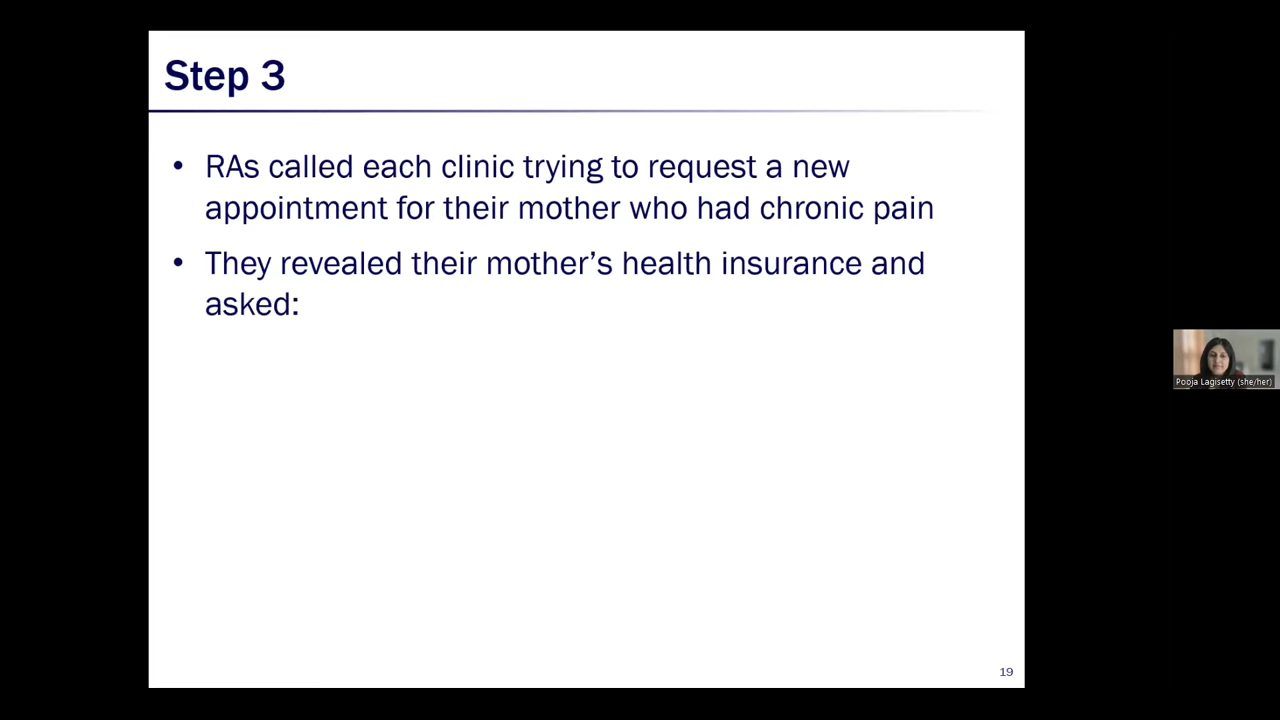 Step 3
• RAs called each clinic trying to request a new
appointment for their mother who had chronic pain
• They revealed their mother’s health insurance and
asked:
Pooja Lagisetty (she/her)
19